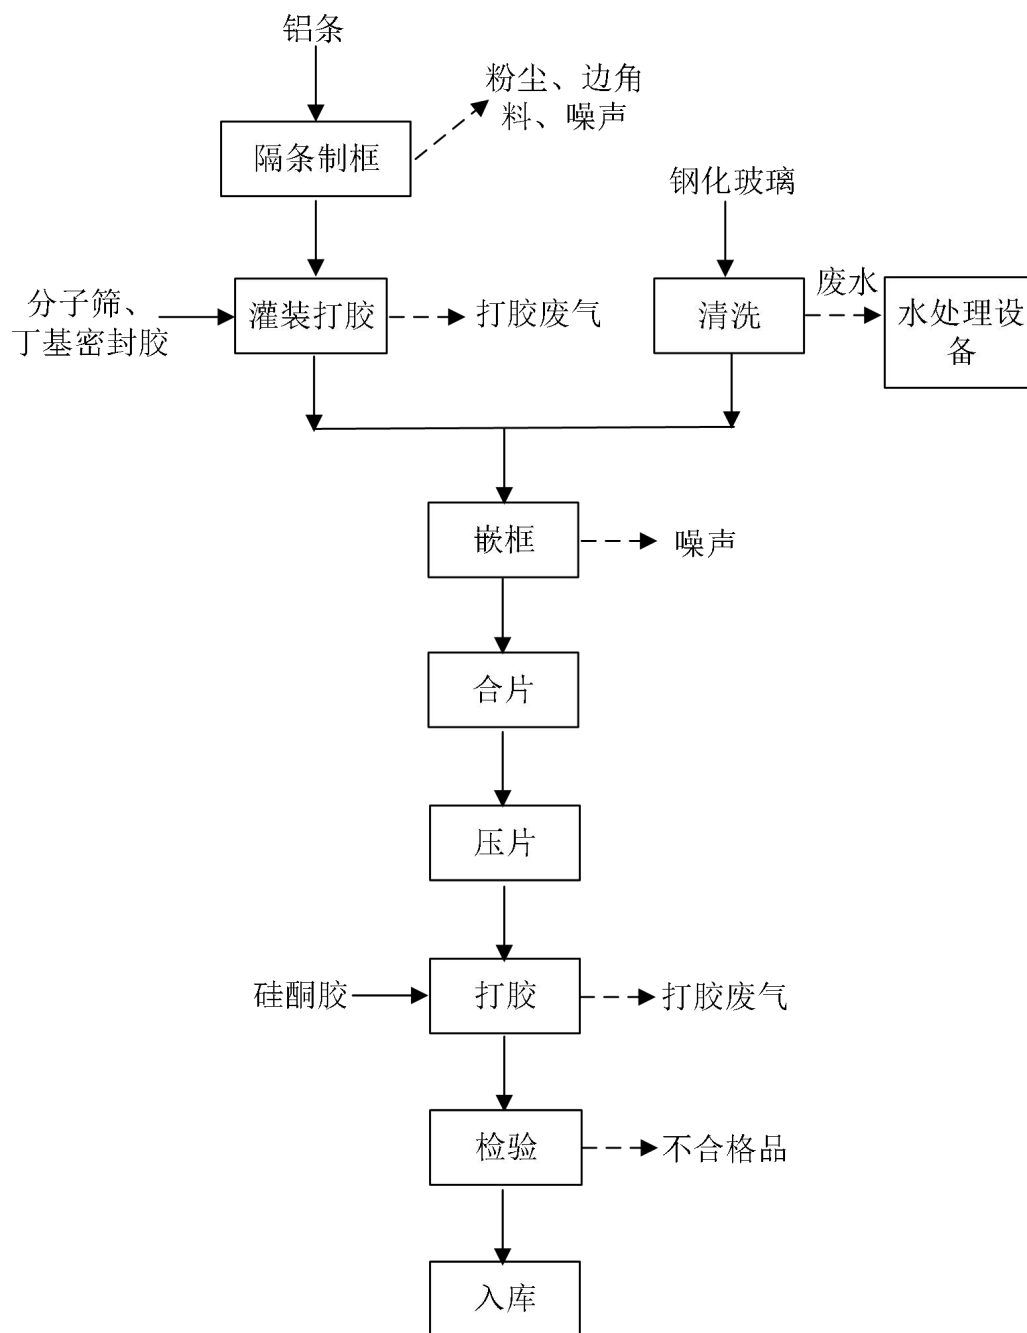 铝条
粉尘、边角
料、噪声
隔条制框
钢化玻璃
分子筛、
丁基密封胶
灌装打胶
打胶废气
清洗
废水
水处理设
备
嵌框
噪声
合片
压片
硅酮胶
打胶
打胶废气
检验
不合格品
入库